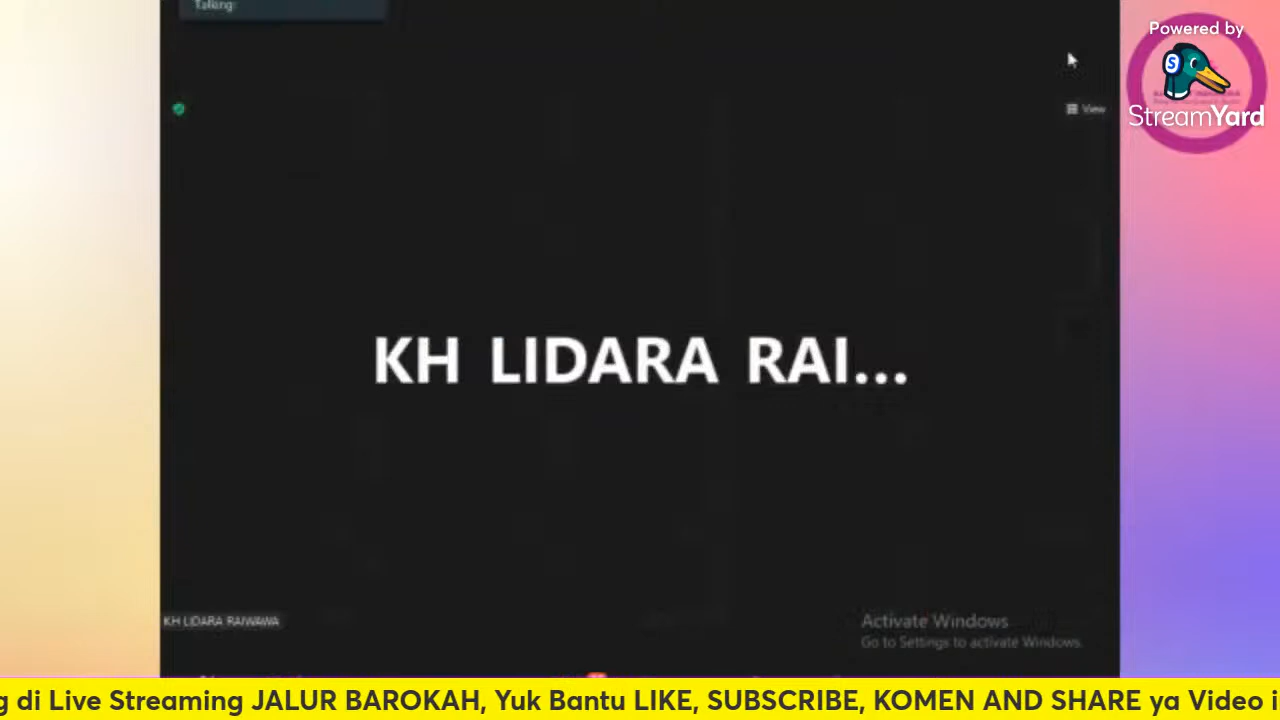 Talking:
Powered by
StreamYard
View
KH LIDARA RAI...
KH LIDARA RAIWAWA
Activate Windows
Go to Settings to activate Windows.
g di Live Streaming JALUR BAROKAH, Yuk Bantu LIKE, SUBSCRIBE, KOMEN AND SHARE ya Video i